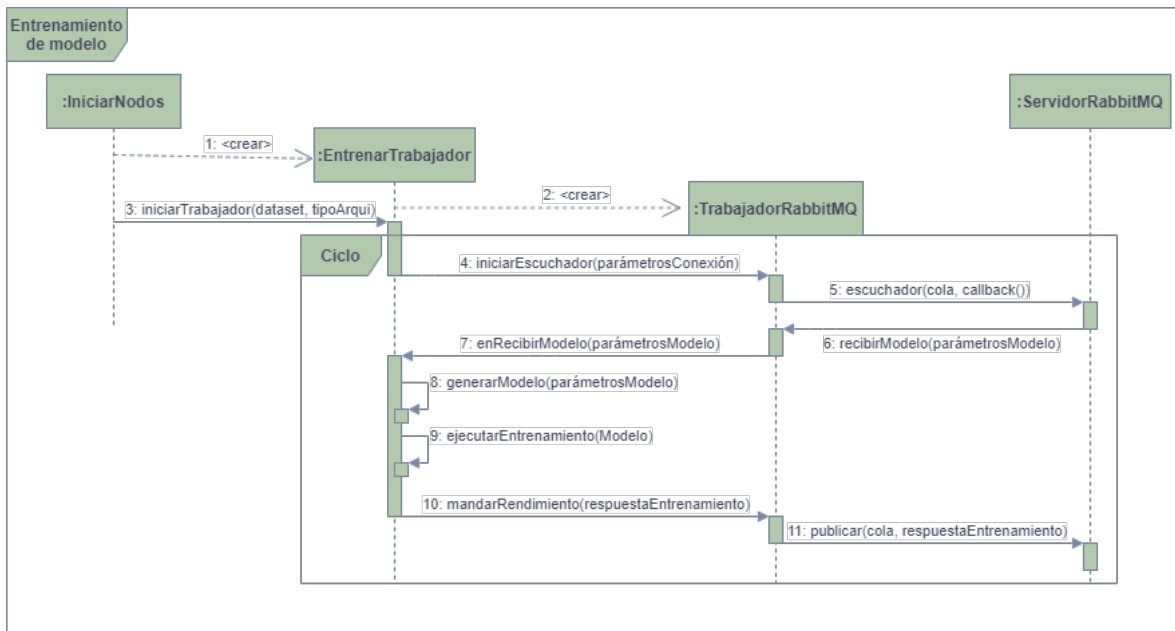 Entrenamiento
de modelo
:IniciarNodos
:ServidorRabbitMQ
1: <crear>
:EntrenarTrabajador
2: <crear>
:TrabajadorRabbitMQ
3: iniciarTrabajador(dataset, tipoArqui)
Ciclo
4: iniciarEscuchador(parámetrosConexión)
5: escuchador(cola, callback())
6: recibirModelo(parámetrosModelo)
7: enRecibirModelo(parámetrosModelo)
8: generarModelo(parámetrosModelo)
9: ejecutarEntrenamiento(Modelo)
10: mandarRendimiento(respuestaEntrenamiento)
11: publicar(cola, respuestaEntrenamiento)